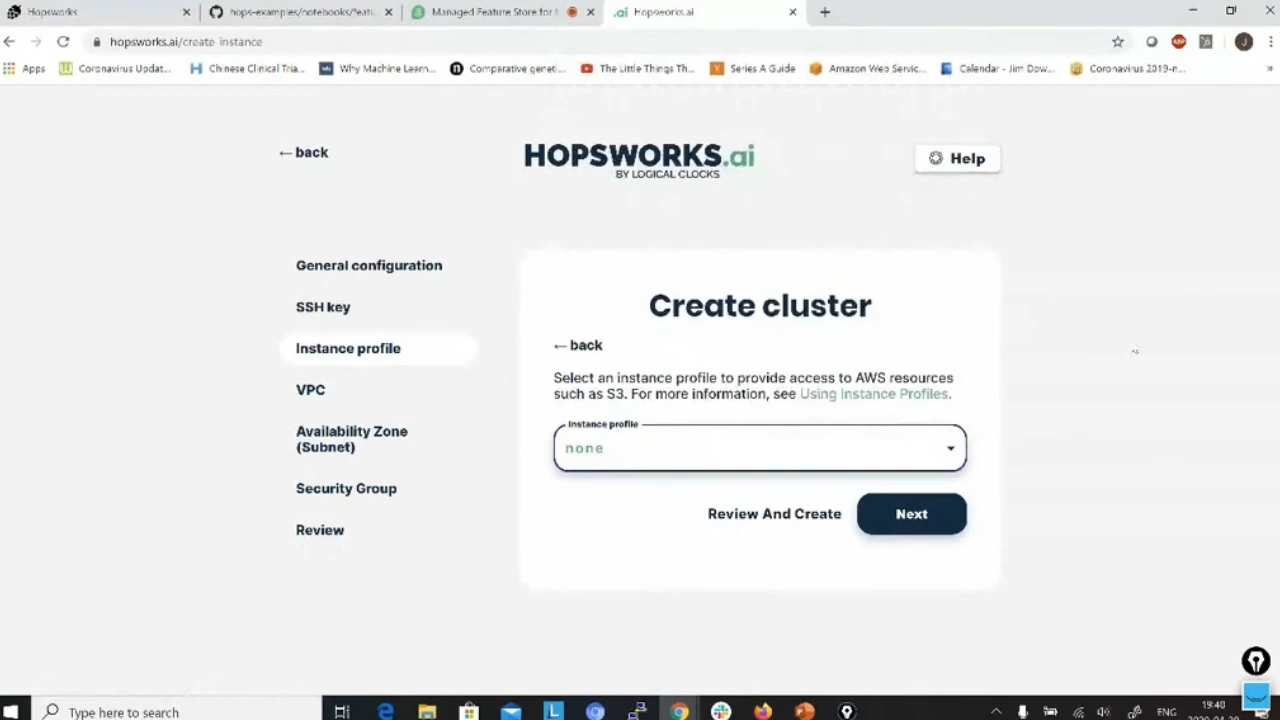 Hopsworks
hops-examples/notebooks/featu
Managed Feature Store for
.ai Hopsworks.ai
hopsworks.ai/create instance
Apps
Coronavirus Updat...
Chinese Clinical Tria...
Why Machine Learn...
Comparative geneti...
The Little Things Th...
Series A Guide
Amazon Web Servic...
Calendar - Jim Dow...
Coronavirus 2019-n...
← back
HOPSWORKS.ai
BY LOGICAL CLOCKS
Help
General configuration
SSH key
Instance profile
VPC
Availability Zone
(Subnet)
Security Group
Review
Create cluster
← back
Select an instance profile to provide access to AWS resources
such as S3. For more information, see Using Instance Profiles.
Instance profile
none
Review And Create
Next
Type here to search
ENG
19:40